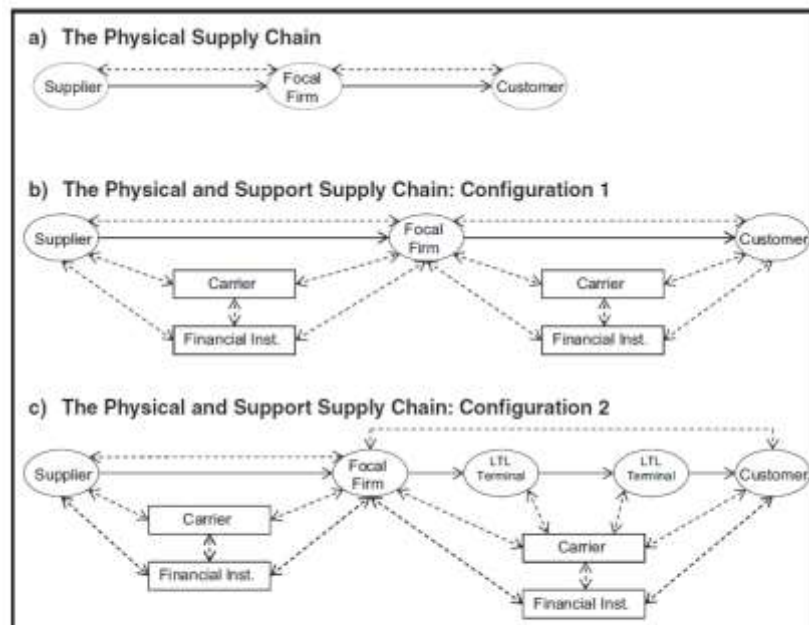 a) The Physical Supply Chain
Supplier
Focal
Firm
Customer
b) The Physical and Support Supply Chain: Configuration 1
Supplier
Focal
Firm
Customer
Carrier
Carrier
Financial Inst.
Financial Inst.
c) The Physical and Support Supply Chain: Configuration 2
Supplier
Focal
Firm
LTL
Terminal
LTL
Terminal
Customer
Carrier
Carrier
Financial Inst.
Financial Inst.